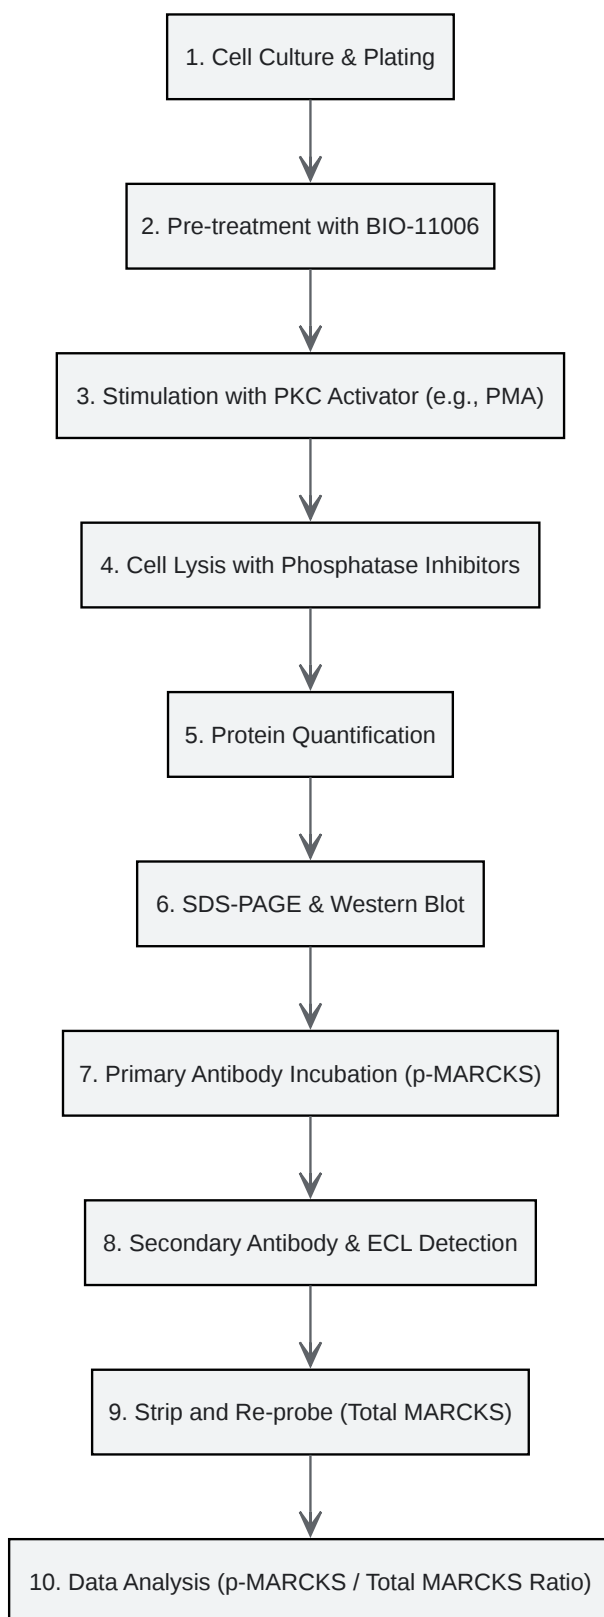 1. Cell Culture & Plating
2. Pre-treatment with BIO-11006
3. Stimulation with PKC Activator (e.g., PMA)
4. Cell Lysis with Phosphatase Inhibitors
5. Protein Quantification
6. SDS-PAGE & Western Blot
7. Primary Antibody Incubation (p-MARCKS)
8. Secondary Antibody & ECL Detection
9. Strip and Re-probe (Total MARCKS)
10. Data Analysis (p-MARCKS / Total MARCKS Ratio)